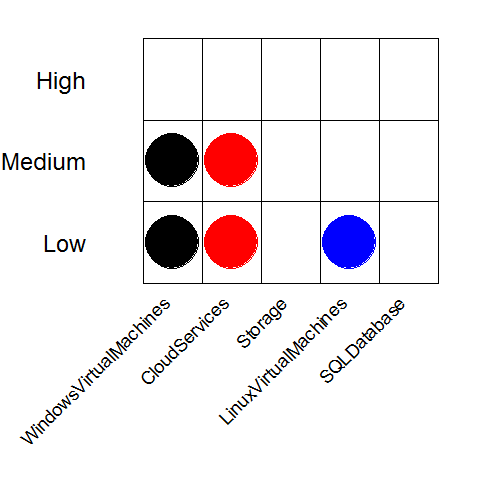 High
Medium
Low
WindowsVirtualMachines
CloudServices
Storage
LinuxVirtualMachines
SQLDatabase